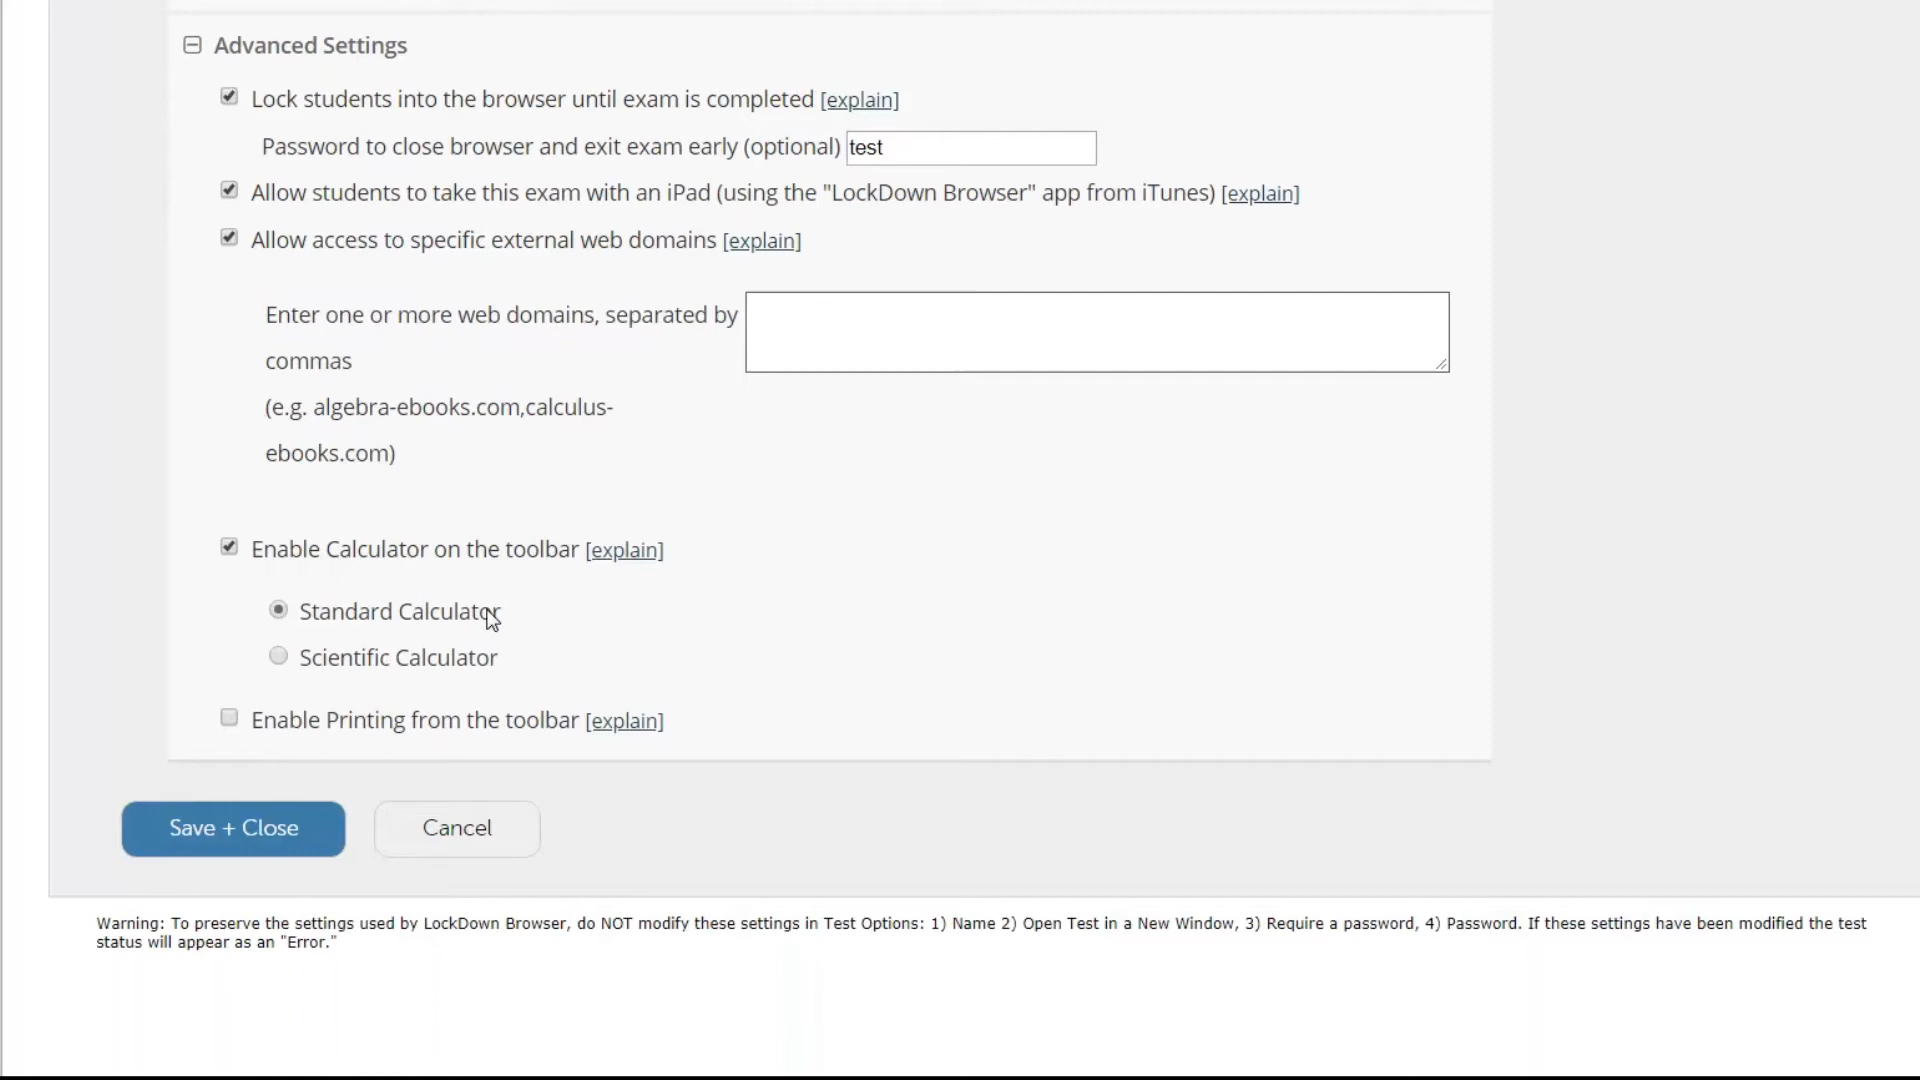 Advanced Settings
Lock students into the browser until exam is completed [explain]
Password to close browser and exit exam early (optional) test
Allow students to take this exam with an iPad (using the "LockDown Browser" app from iTunes) [explain]
Allow access to specific external web domains [explain]
Enter one or more web domains, separated by
commas
(e.g. algebra-ebooks.com,calculus-
ebooks.com)
Enable Calculator on the toolbar [explain]
Standard Calculator
Scientific Calculator
Enable Printing from the toolbar [explain]
Save + Close Cancel
Warning: To preserve the settings used by LockDown Browser, do NOT modify these settings in Test Options: 1) Name 2) Open Test in a New Window, 3) Require a password, 4) Password. If these settings have been modified the test
status will appear as an "Error."